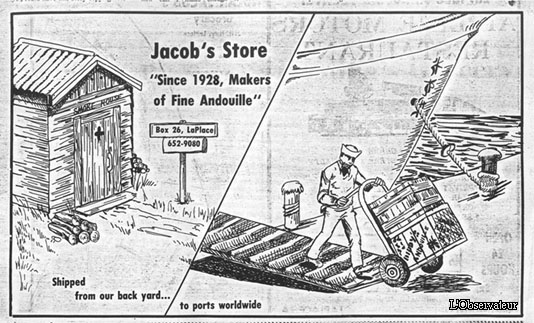 Jacob's Store
"Since 1928, Makers
of Fine Andouille"
SMOKE HOUSE
Box 26, LaPlace
652-9080
Shipped
from our back yard...
to ports worldwide
L'Observateur